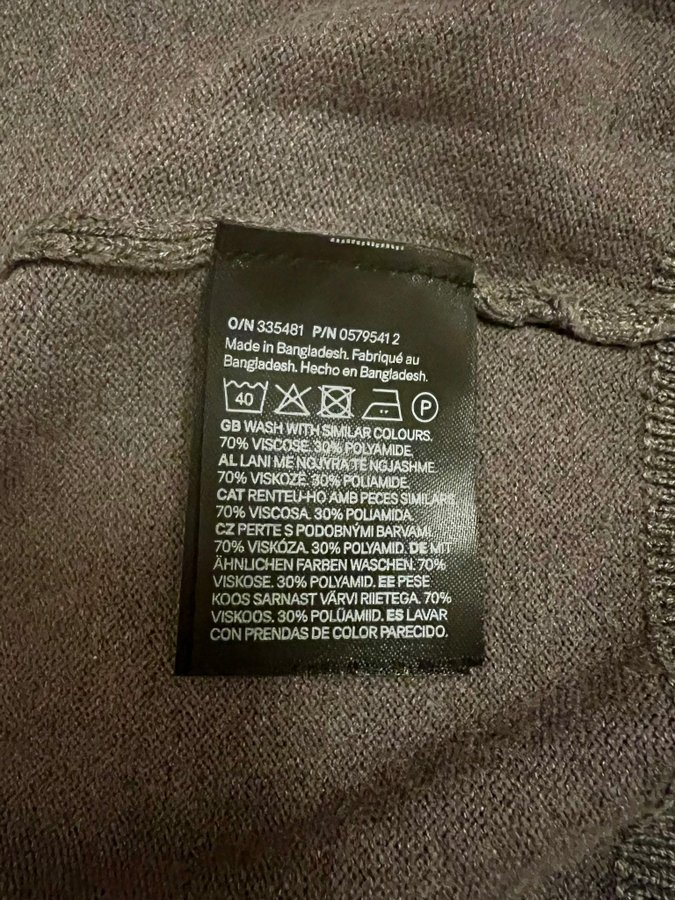 O/N 335481 P/N 0579541 2
Made in Bangladesh. Fabriqué au
Bangladesh. Hecho en Bangladesh.
40 P
GB WASH WITH SIMILAR COLOURS.
70% VISCOSE. 30% POLYAMIDE.
AL LANI ME NGJYRA TË NGJASHME.
70% VISKOZË. 30% POLIAMIDE.
CAT RENTEU-HO AMB PECES SIMILARS.
70% VISCOSA. 30% POLIAMIDA.
CZ PERTE S PODOBNÝMI BARVAMI.
70% VISKÓZA. 30% POLYAMID. DE MIT
ÄHNLICHEN FARBEN WASCHEN. 70%
VISKOSE. 30% POLYAMID. EE PESE
KOOS SARNAST VÄRVI RIIETEGA. 70%
VISKOOS. 30% POLÜAMIID. ES LAVAR
CON PRENDAS DE COLOR PARECIDO.